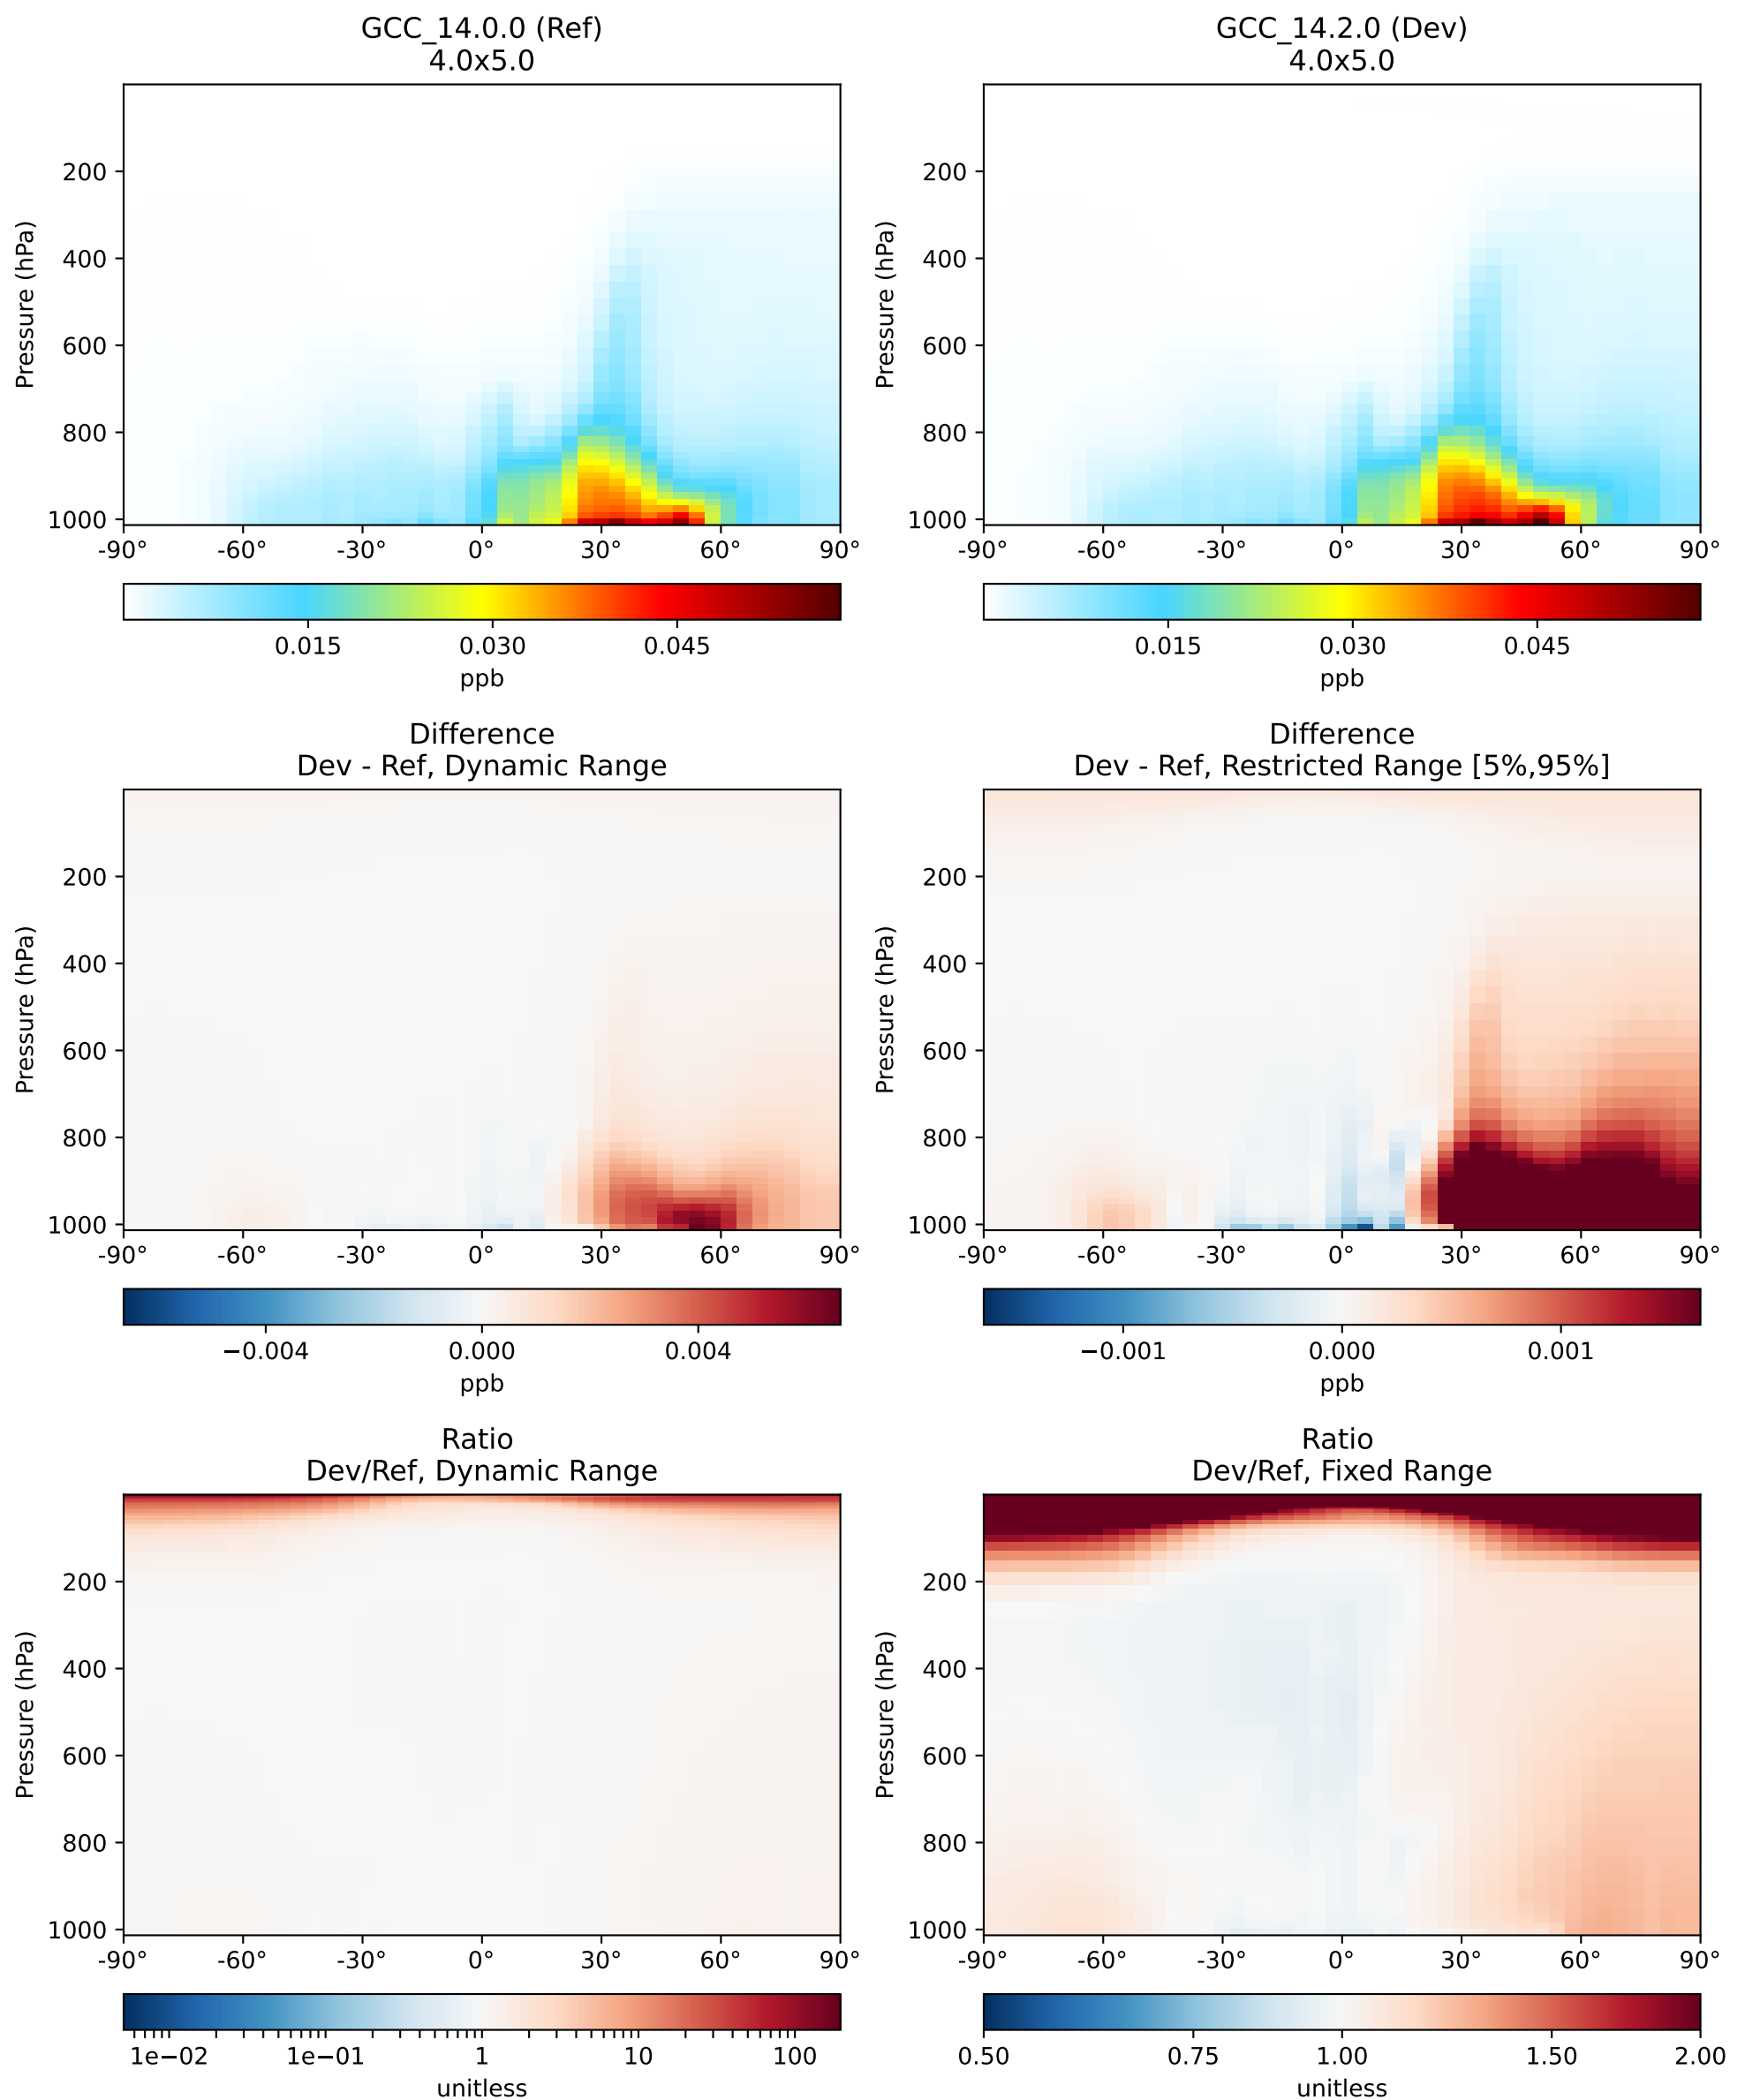 GCC_14.0.0 (Ref)
4.0x5.0
GCC_14.2.0 (Dev)
4.0x5.0
Pressure (hPa)
200
400
600
800
1000
-90° -60° -30° 0° 30° 60° 90°
0.015 0.030 0.045
ppb
Pressure (hPa)
200
400
600
800
1000
-90° -60° -30° 0° 30° 60° 90°
0.015 0.030 0.045
ppb
Difference
Dev - Ref, Dynamic Range
Difference
Dev - Ref, Restricted Range [5%,95%]
Pressure (hPa)
200
400
600
800
1000
-90° -60° -30° 0° 30° 60° 90°
−0.004 0.000 0.004
ppb
Pressure (hPa)
200
400
600
800
1000
-90° -60° -30° 0° 30° 60° 90°
−0.001 0.000 0.001
ppb
Ratio
Dev/Ref, Dynamic Range
Ratio
Dev/Ref, Fixed Range
Pressure (hPa)
200
400
600
800
1000
-90° -60° -30° 0° 30° 60° 90°
1e−02 1e−01 1 10 100
unitless
Pressure (hPa)
200
400
600
800
1000
-90° -60° -30° 0° 30° 60° 90°
0.50 0.75 1.00 1.50 2.00
unitless